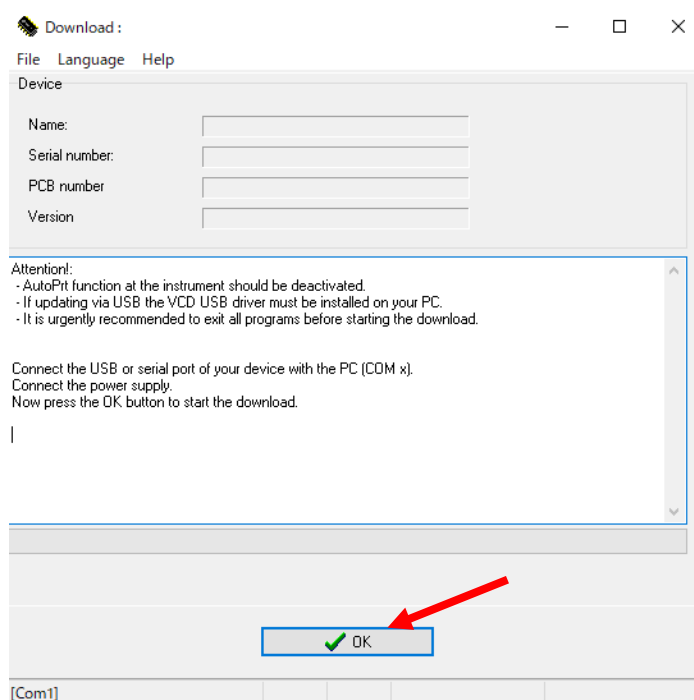 Download :
File Language Help
Device
Name:
Serial number:
PCB number
Version
Attention!:
- AutoPrt function at the instrument should be deactivated.
- If updating via USB the VCD USB driver must be installed on your PC.
- It is urgently recommended to exit all programs before starting the download.
Connect the USB or serial port of your device with the PC (COM x).
Connect the power supply.
Now press the OK button to start the download.
OK
[Com1]